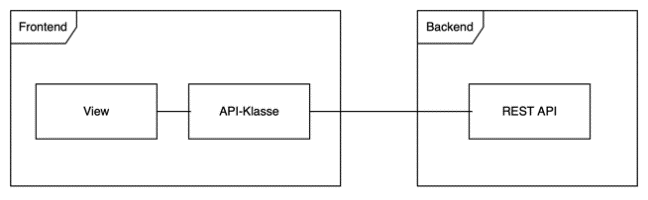 Frontend
Backend
View
API-Klasse
REST API